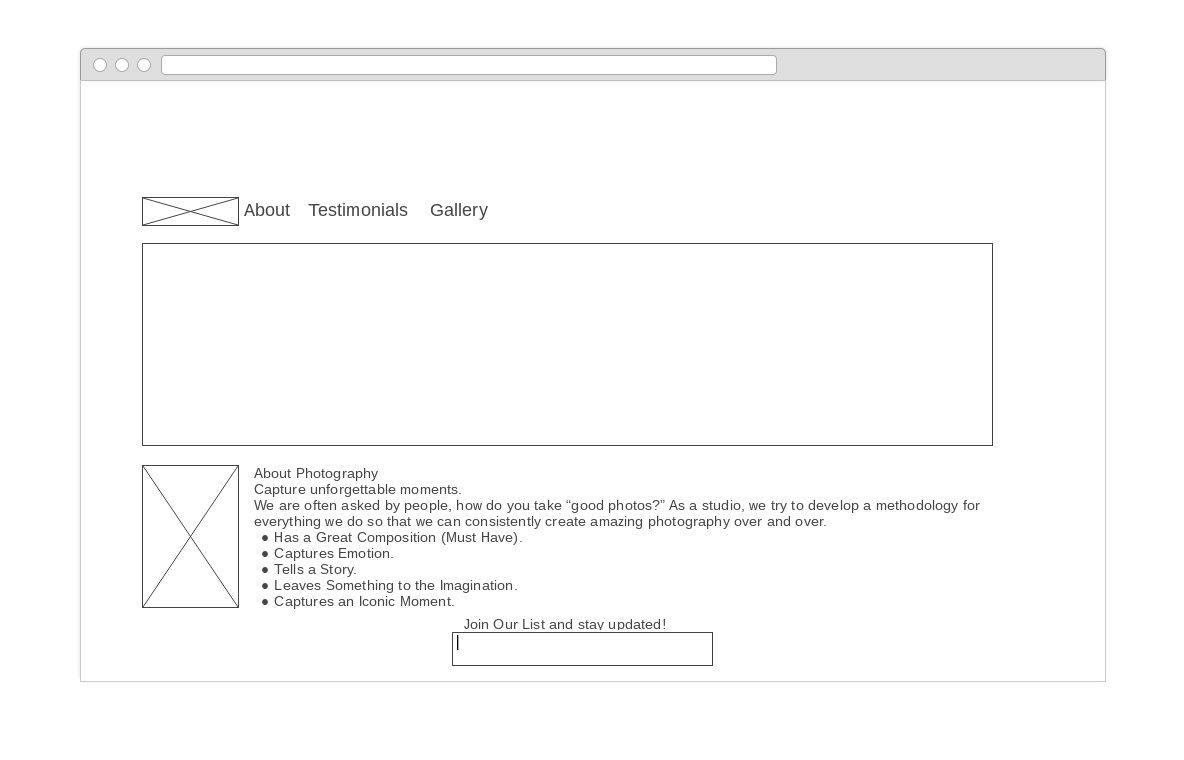 About Testimonials Gallery
About Photography
Capture unforgettable moments.
We are often asked by people, how do you take “good photos?” As a studio, we try to develop a methodology for
everything we do so that we can consistently create amazing photography over and over.
● Has a Great Composition (Must Have).
● Captures Emotion.
● Tells a Story.
● Leaves Something to the Imagination.
● Captures an Iconic Moment.
Join Our List and stay updated!